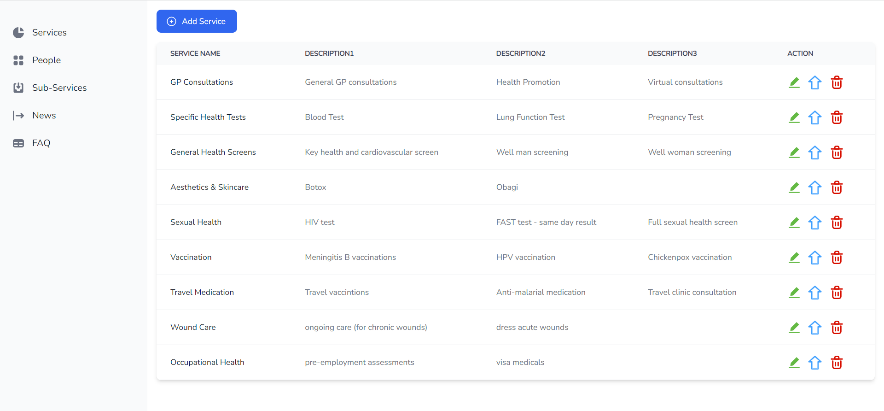 Services
People
Sub-Services
News
FAQ
Add Service
SERVICE NAME DESCRIPTION1 DESCRIPTION2 DESCRIPTION3 ACTION
GP Consultations General GP consultations Health Promotion Virtual consultations
Specific Health Tests Blood Test Lung Function Test Pregnancy Test
General Health Screens Key health and cardiovascular screen Well man screening Well woman screening
Aesthetics & Skincare Botox Obagi
Sexual Health HIV test FAST test - same day result Full sexual health screen
Vaccination Meningitis B vaccinations HPV vaccination Chickenpox vaccination
Travel Medication Travel vaccintions Anti-malarial medication Travel clinic consultation
Wound Care ongoing care (for chronic wounds) dress acute wounds
Occupational Health pre-employment assessments visa medicals